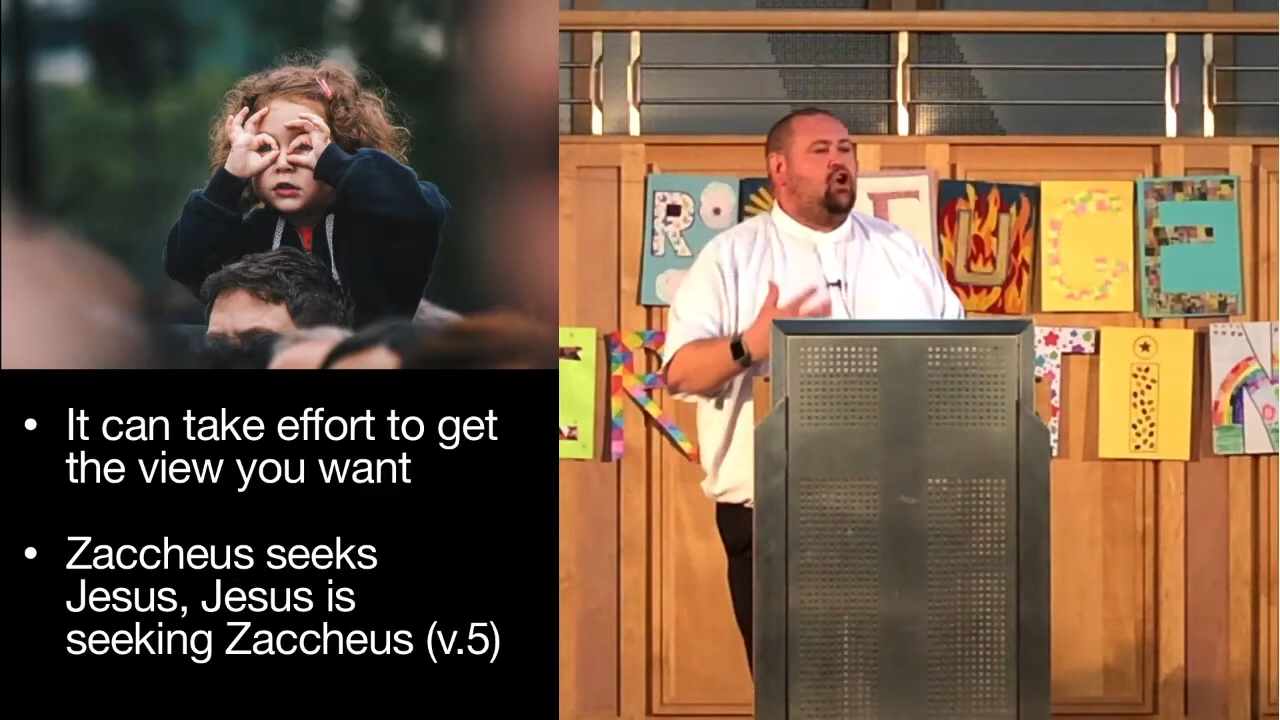 • It can take effort to get
the view you want
• Zaccheus seeks
Jesus, Jesus is
seeking Zaccheus (v.5)
R
U G E
R
i